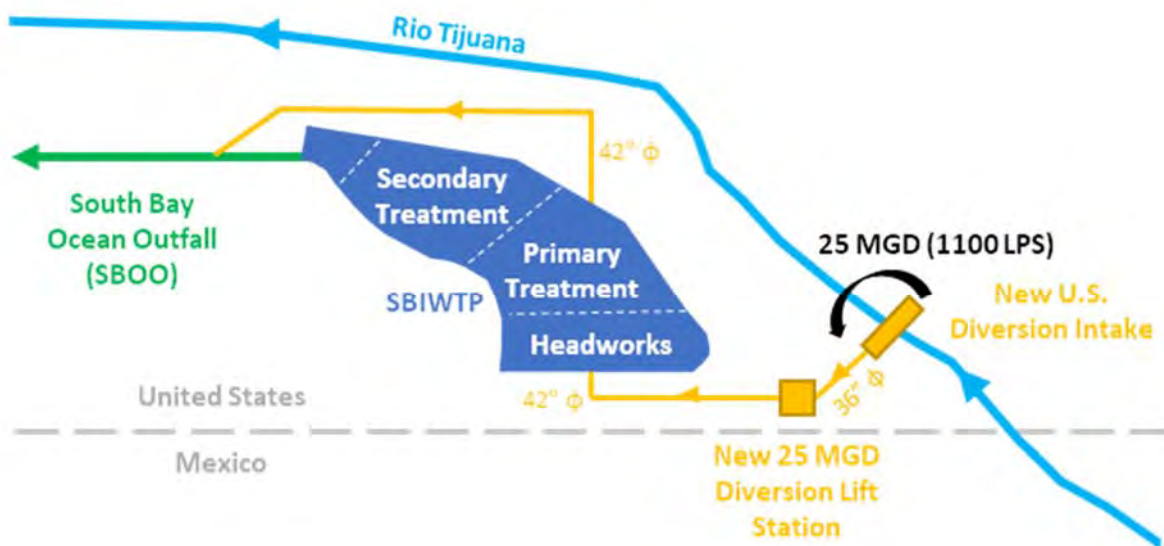 Rio Tijuana
42" ϕ
South Bay
Ocean Outfall
(SBOO)
Secondary
Treatment
Primary
Treatment
SBIWTP
Headworks
25 MGD (1100 LPS)
New U.S.
Diversion Intake
36" ϕ
42" ϕ
United States
Mexico
New 25 MGD
Diversion Lift
Station